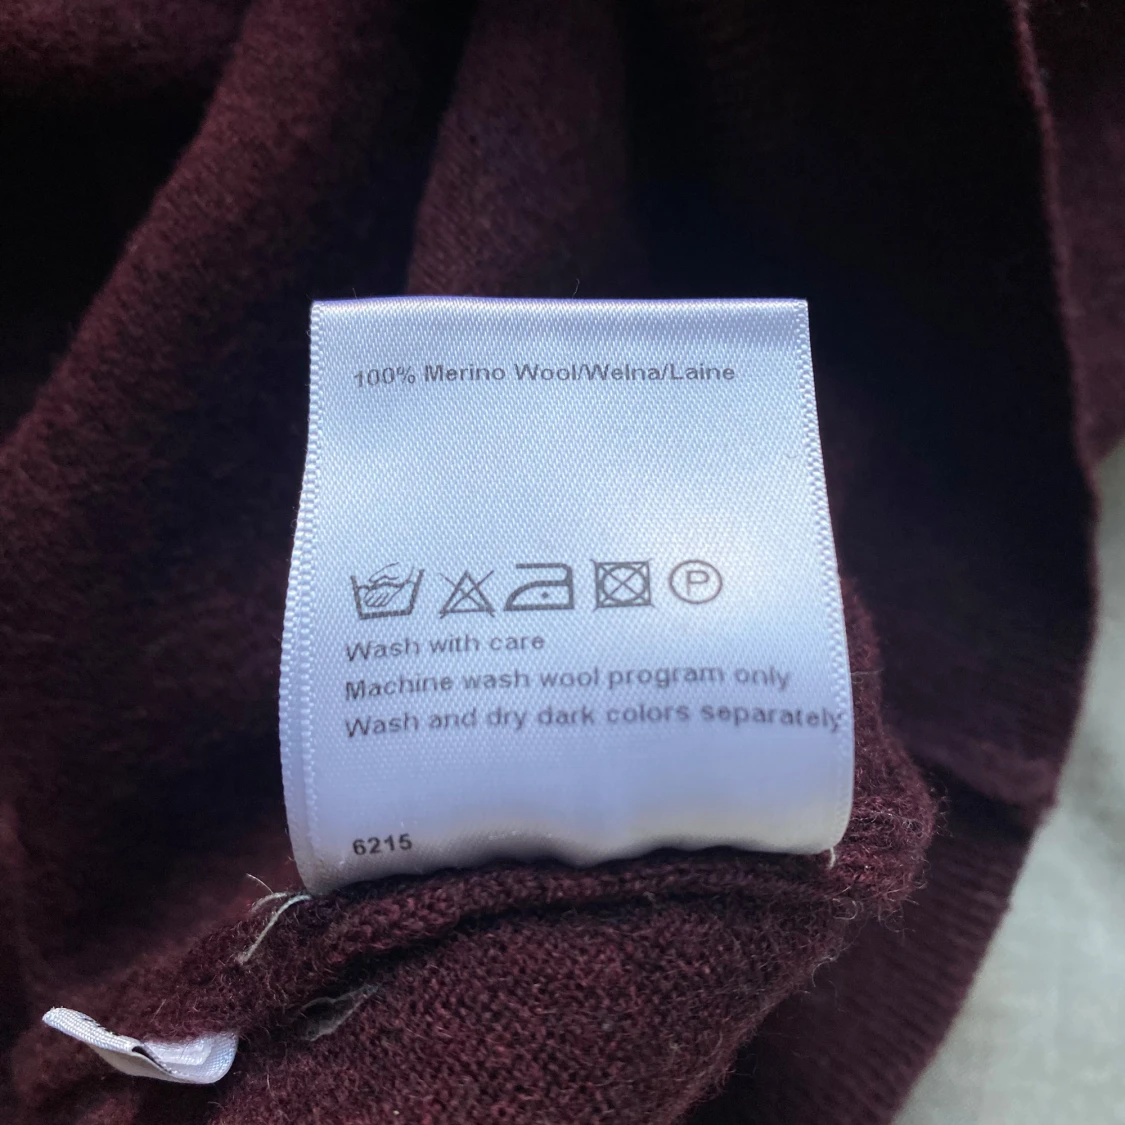 100% Merino Wool/Welna/Laine
P
Wash with care
Machine wash wool program only
Wash and dry dark colors separately
6215